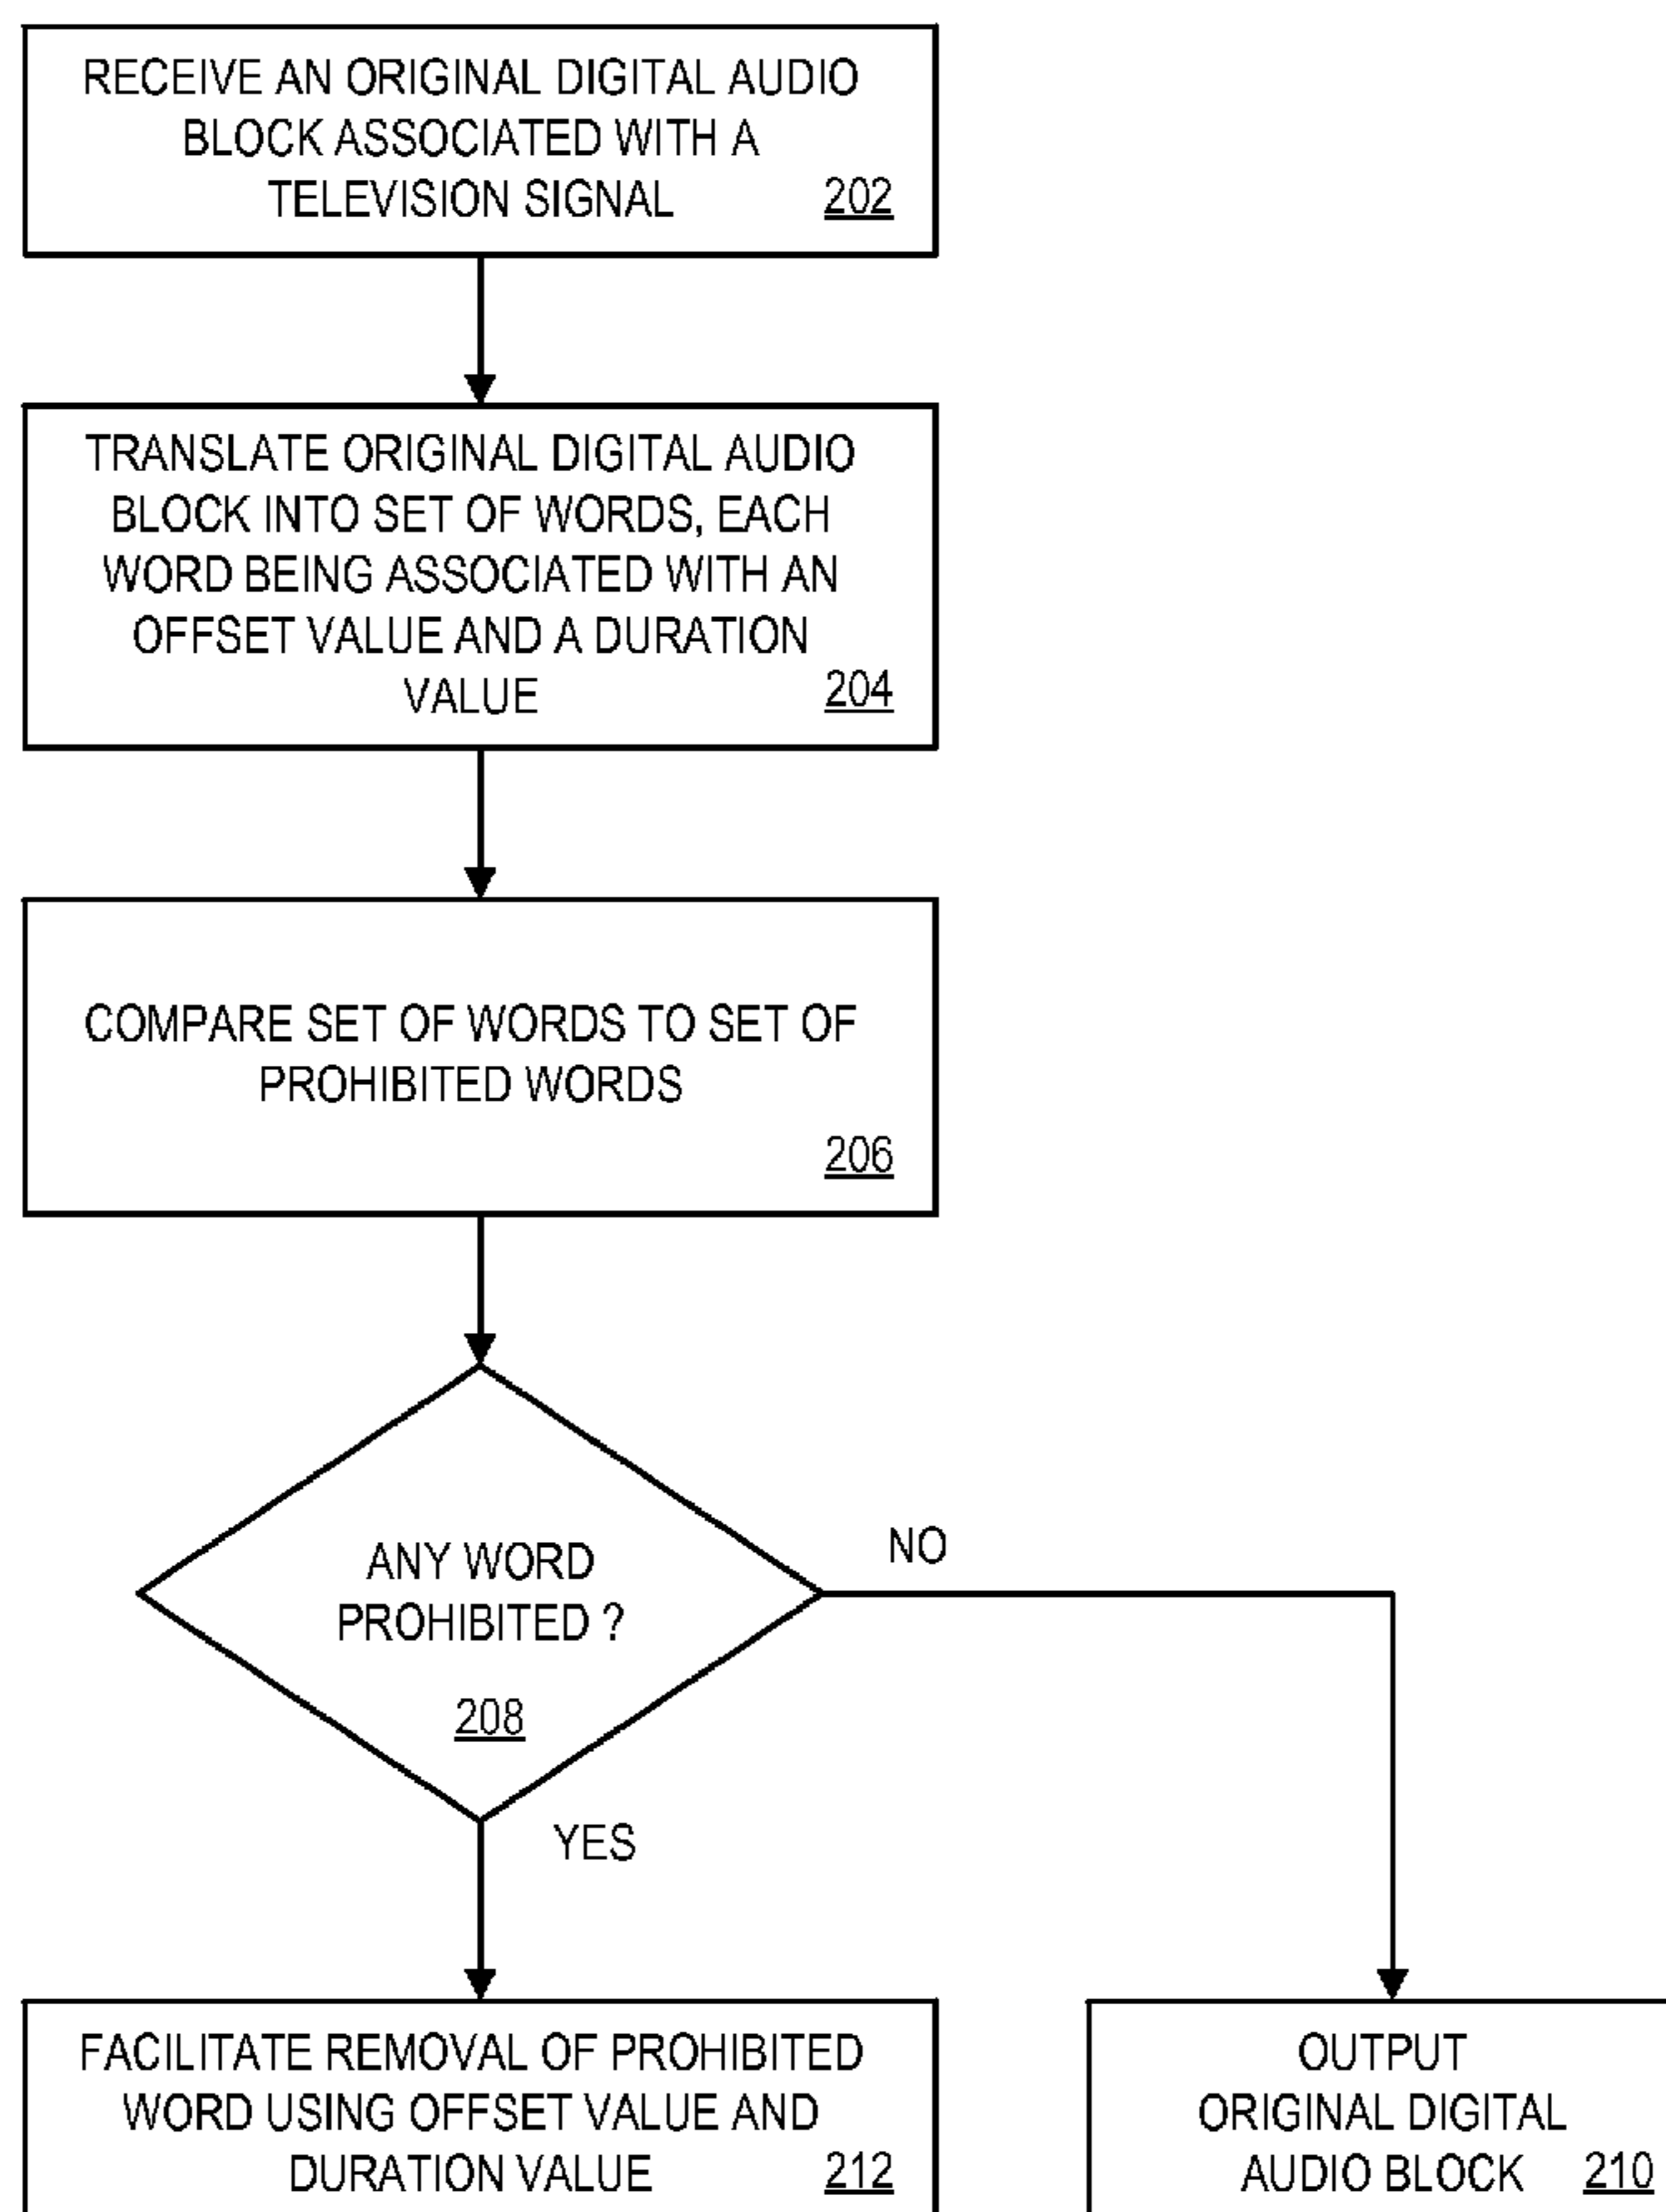 RECEIVE AN ORIGINAL DIGITAL AUDIO
BLOCK ASSOCIATED WITH A
TELEVISION SIGNAL 202
TRANSLATE ORIGINAL DIGITAL AUDIO
BLOCK INTO SET OF WORDS, EACH
WORD BEING ASSOCIATED WITH AN
OFFSET VALUE AND A DURATION
VALUE 204
COMPARE SET OF WORDS TO SET OF
PROHIBITED WORDS
206
ANY WORD
PROHIBITED ?
208
NO
YES
FACILITATE REMOVAL OF PROHIBITED
WORD USING OFFSET VALUE AND
DURATION VALUE 212
OUTPUT
ORIGINAL DIGITAL
AUDIO BLOCK 210